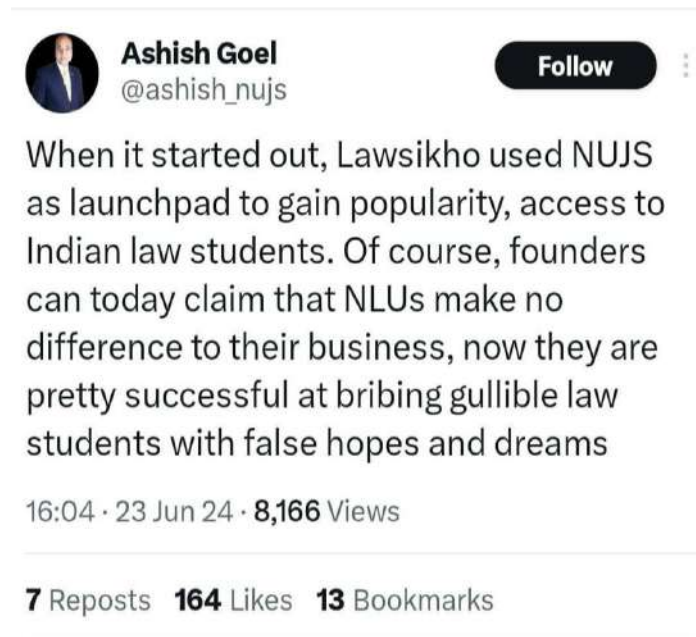 Ashish Goel
@ashish_nujs
Follow
When it started out, Lawsikho used NUJS
as launchpad to gain popularity, access to
Indian law students. Of course, founders
can today claim that NLUs make no
difference to their business, now they are
pretty successful at bribing gullible law
students with false hopes and dreams
16:04 · 23 Jun 24 · 8,166 Views
7 Reposts 164 Likes 13 Bookmarks